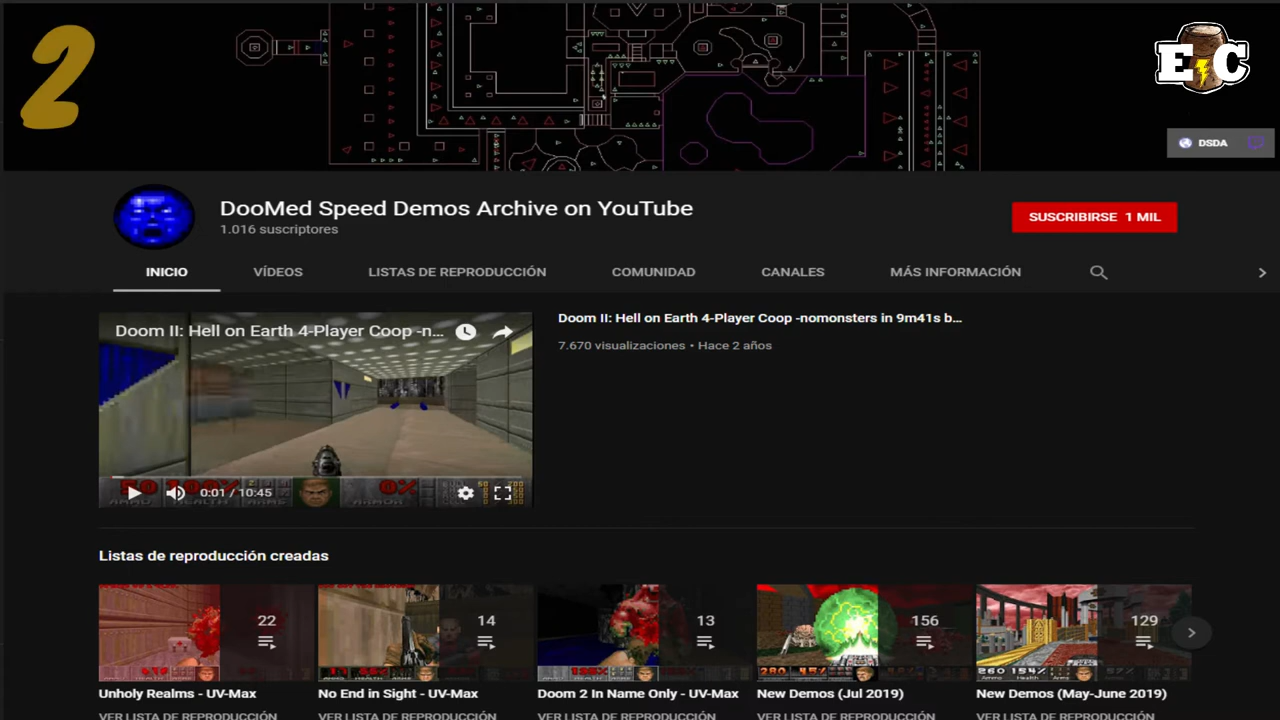 2
E C
DSDA
DooMed Speed Demos Archive on YouTube
1.016 suscriptores
SUSCRIBIRSE 1 MIL
INICIO
VÍDEOS
LISTAS DE REPRODUCCIÓN
COMUNIDAD
CANALES
MÁS INFORMACIÓN
Doom II: Hell on Earth 4-Player Coop -n...
0:01 / 10:45
Doom II: Hell on Earth 4-Player Coop -nomonsters in 9m41s b...
7.670 visualizaciones • Hace 2 años
Listas de reproducción creadas
22
14
13
156
129
Unholy Realms - UV-Max
No End in Sight - UV-Max
Doom 2 In Name Only - UV-Max
New Demos (Jul 2019)
New Demos (May-June 2019)
VER LISTA DE REPRODUCCIÓN
VER LISTA DE REPRODUCCIÓN
VER LISTA DE REPRODUCCIÓN
VER LISTA DE REPRODUCCIÓN
VER LISTA DE REPRODUCCIÓN